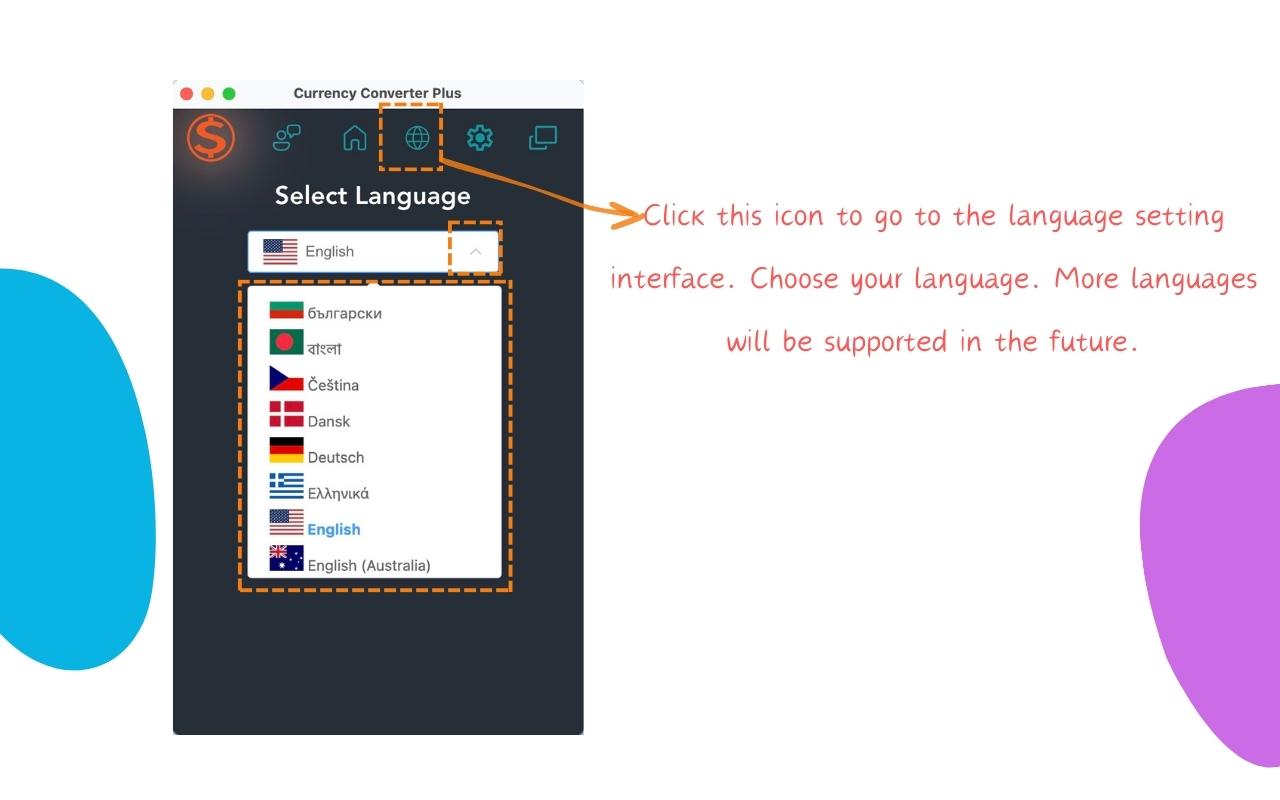 Currency Converter Plus
Select Language
English
български
বাংলা
Čeština
Dansk
Deutsch
Ελληνικά
English
English (Australia)
Click this icon to go to the language setting
interface. Choose your language. More languages
will be supported in the future.